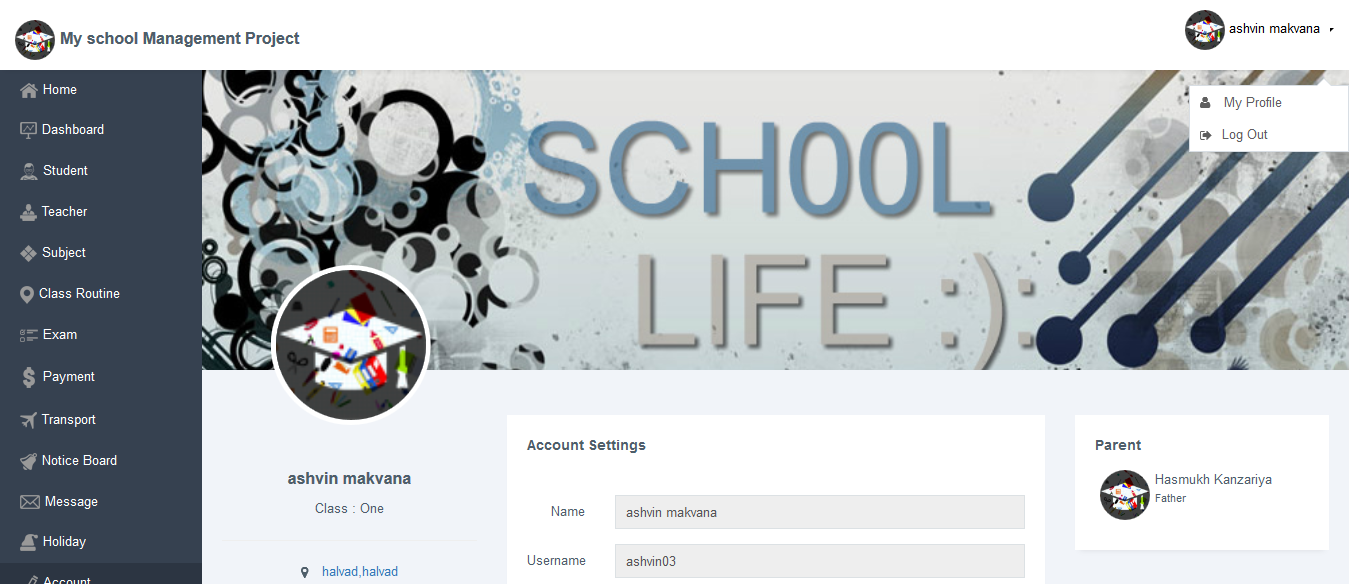 My school Management Project
ashvin makvana
My Profile
Log Out
Home
Dashboard
Student
Teacher
Subject
Class Routine
Exam
Payment
Transport
Notice Board
Message
Holiday
Account
SCH00L
LIFE :):
ashvin makvana
Class : One
halvad,halvad
Account Settings
Name
ashvin makvana
Username
ashvin03
Parent
Hasmukh Kanzariya
Father